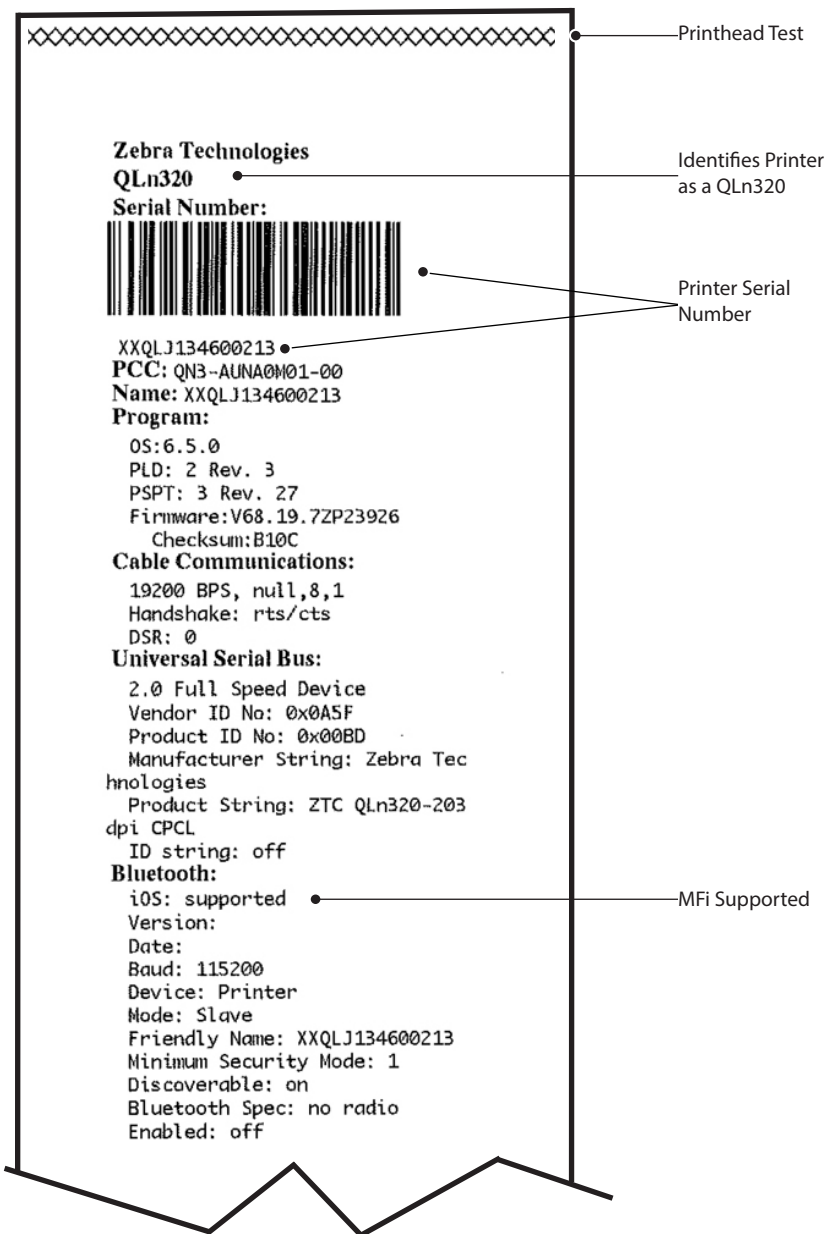 Printhead Test
Zebra Technologies
QLn320
Identifies Printer
as a QLn320
Serial Number:
Printer Serial
Number
XXQLJ134600213
PCC: QN3-AUNA0M01-00
Name: XXQLJ134600213
Program:
OS:6.5.0
PLD: 2 Rev. 3
PSPT: 3 Rev. 27
Firmware:V68.19.7ZP23926
Checksum:B10C
Cable Communications:
19200 BPS, null,8,1
Handshake: rts/cts
DSR: 0
Universal Serial Bus:
2.0 Full Speed Device
Vendor ID No: 0x0A5F
Product ID No: 0x00BD
Manufacturer String: Zebra Tec
hnologies
Product String: ZTC QLn320-203
dpi CPCL
ID string: off
Bluetooth:
iOS: supported
MFi Supported
Version:
Date:
Baud: 115200
Device: Printer
Mode: Slave
Friendly Name: XXQLJ134600213
Minimum Security Mode: 1
Discoverable: on
Bluetooth Spec: no radio
Enabled: off